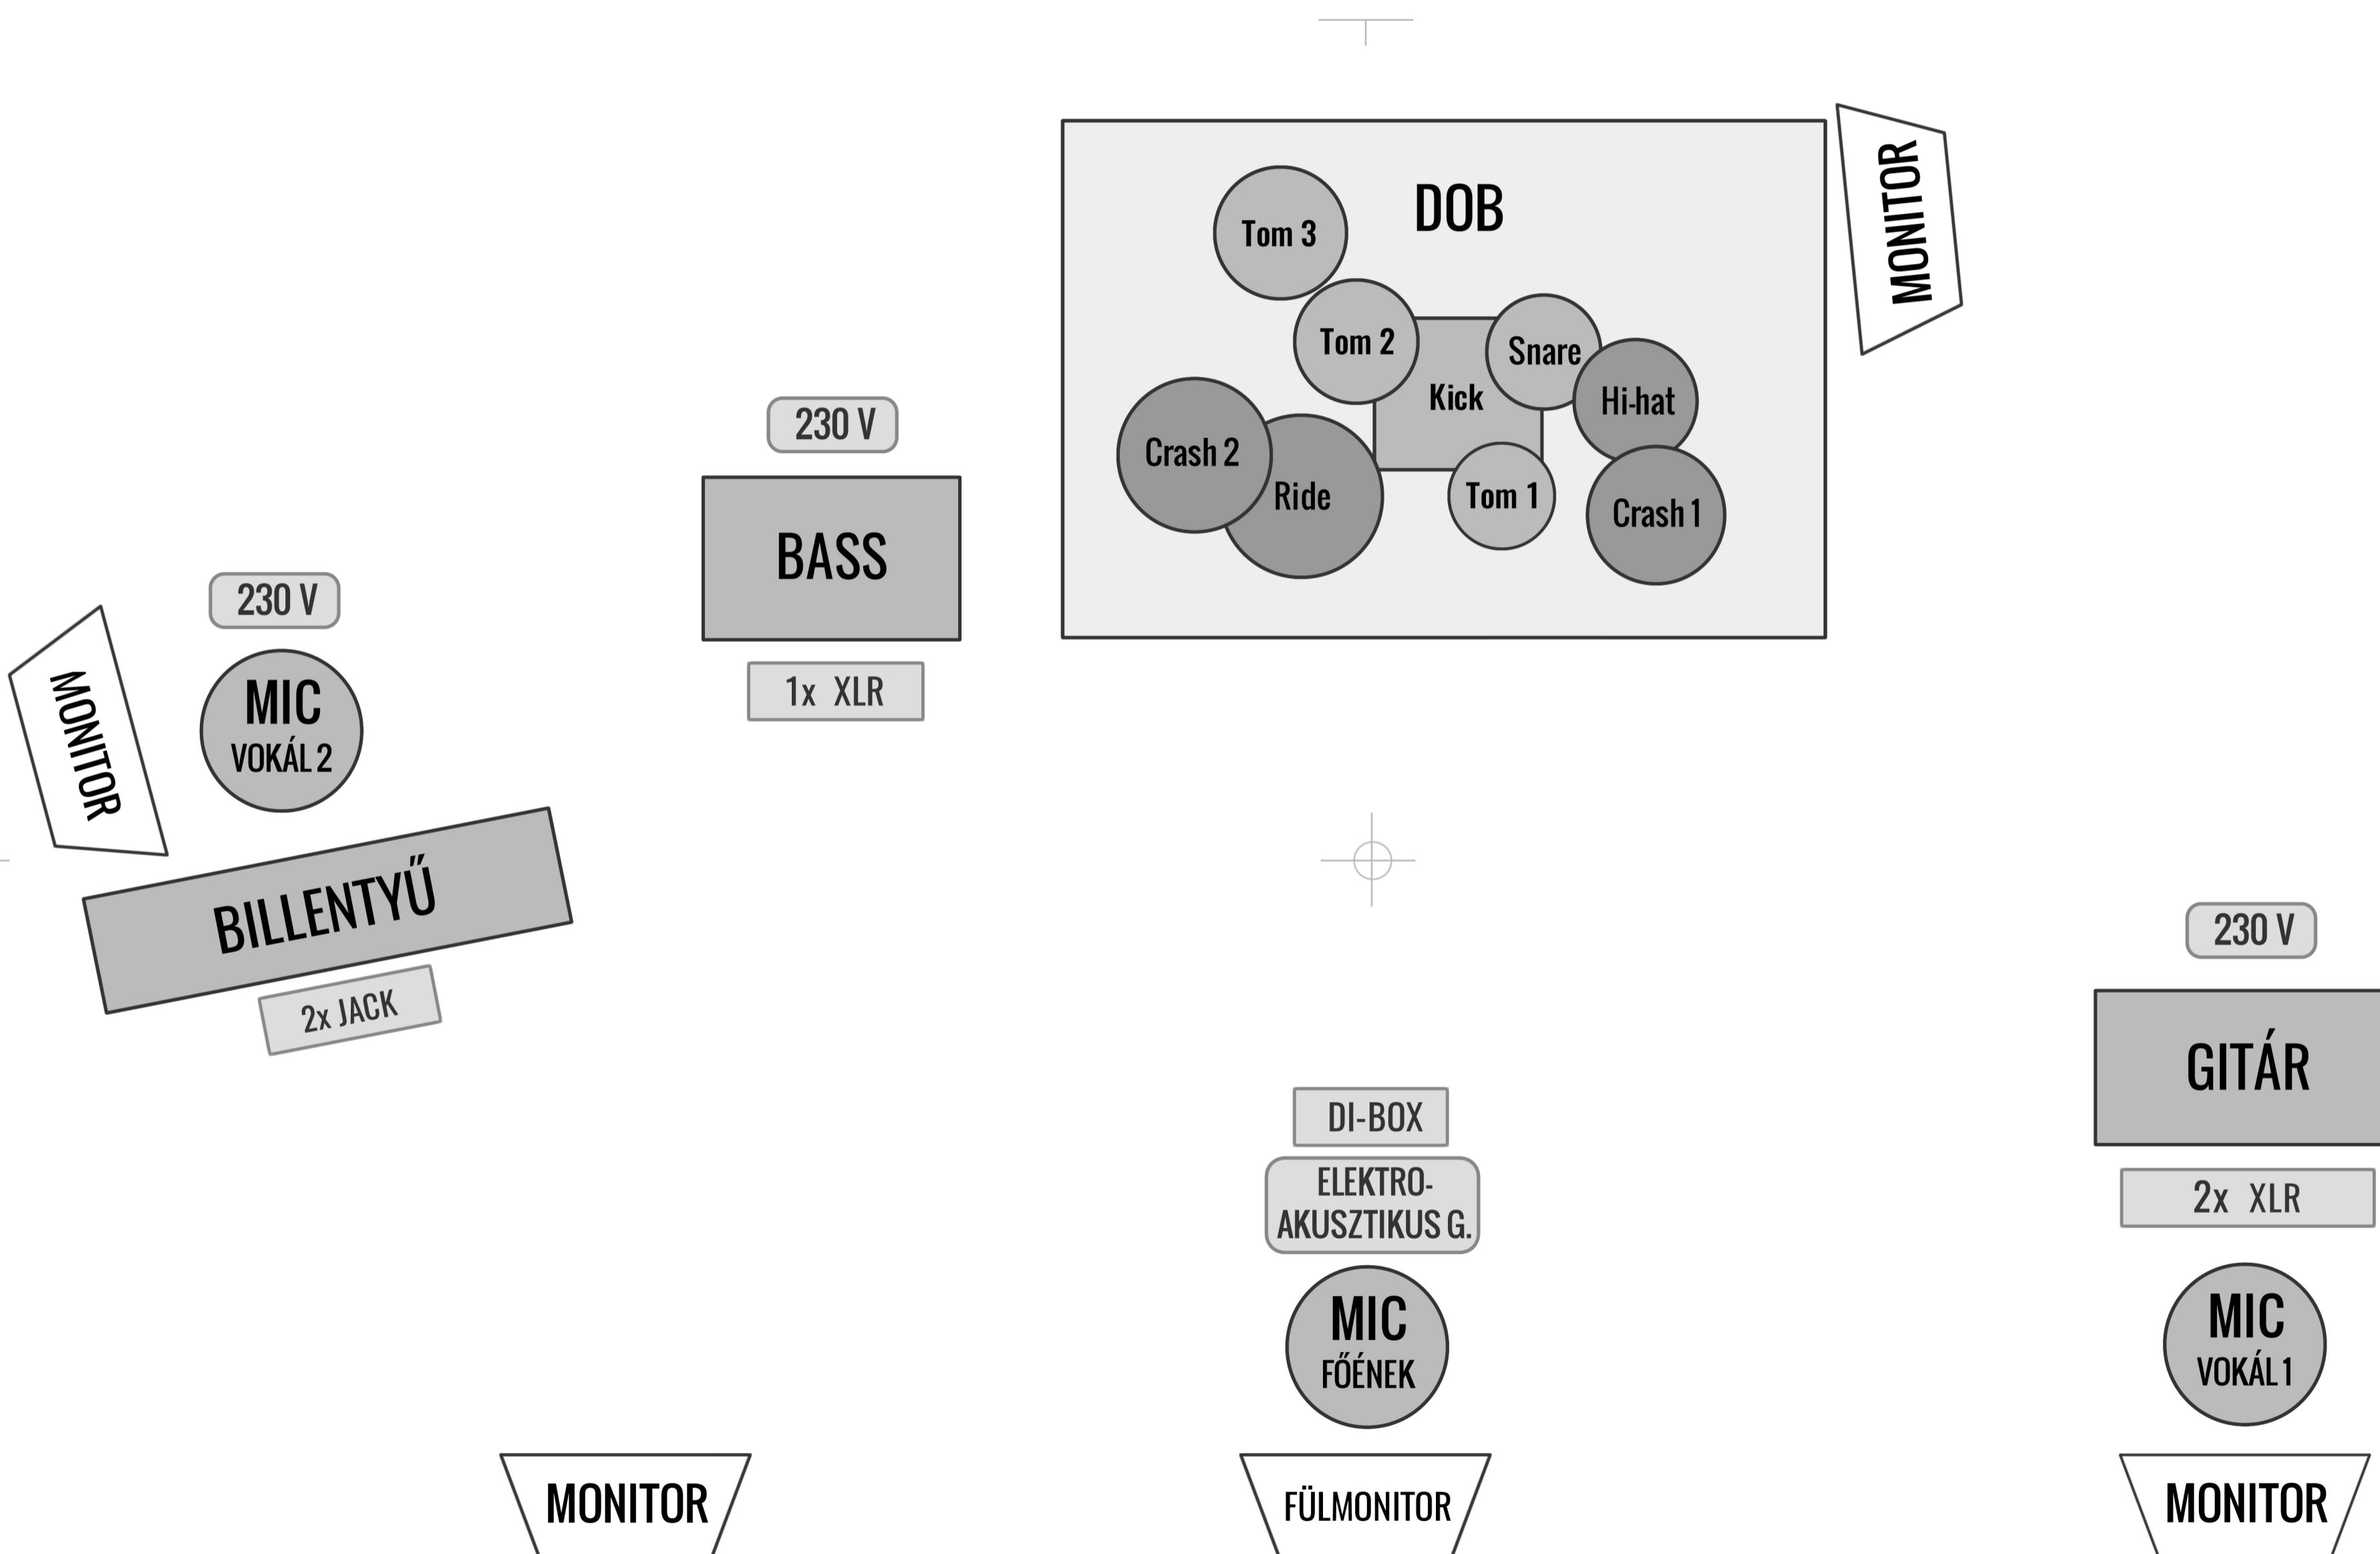 DOB
Tom 3
Tom 2
Snare
Kick
Hi-hat
Crash 2
Ride
Tom 1
Crash 1
MONITOR
230 V
BASS
1x XLR
230 V
MONITOR
MIC
VOKÁL 2
BILLENTYŰ
2x JACK
230 V
GITÁR
2x XLR
DI-BOX
ELEKTRO-
AKUSZTIKUS G.
MIC
FŐÉNEK
MIC
VOKÁL 1
MONITOR
FÜLMONITOR
MONITOR